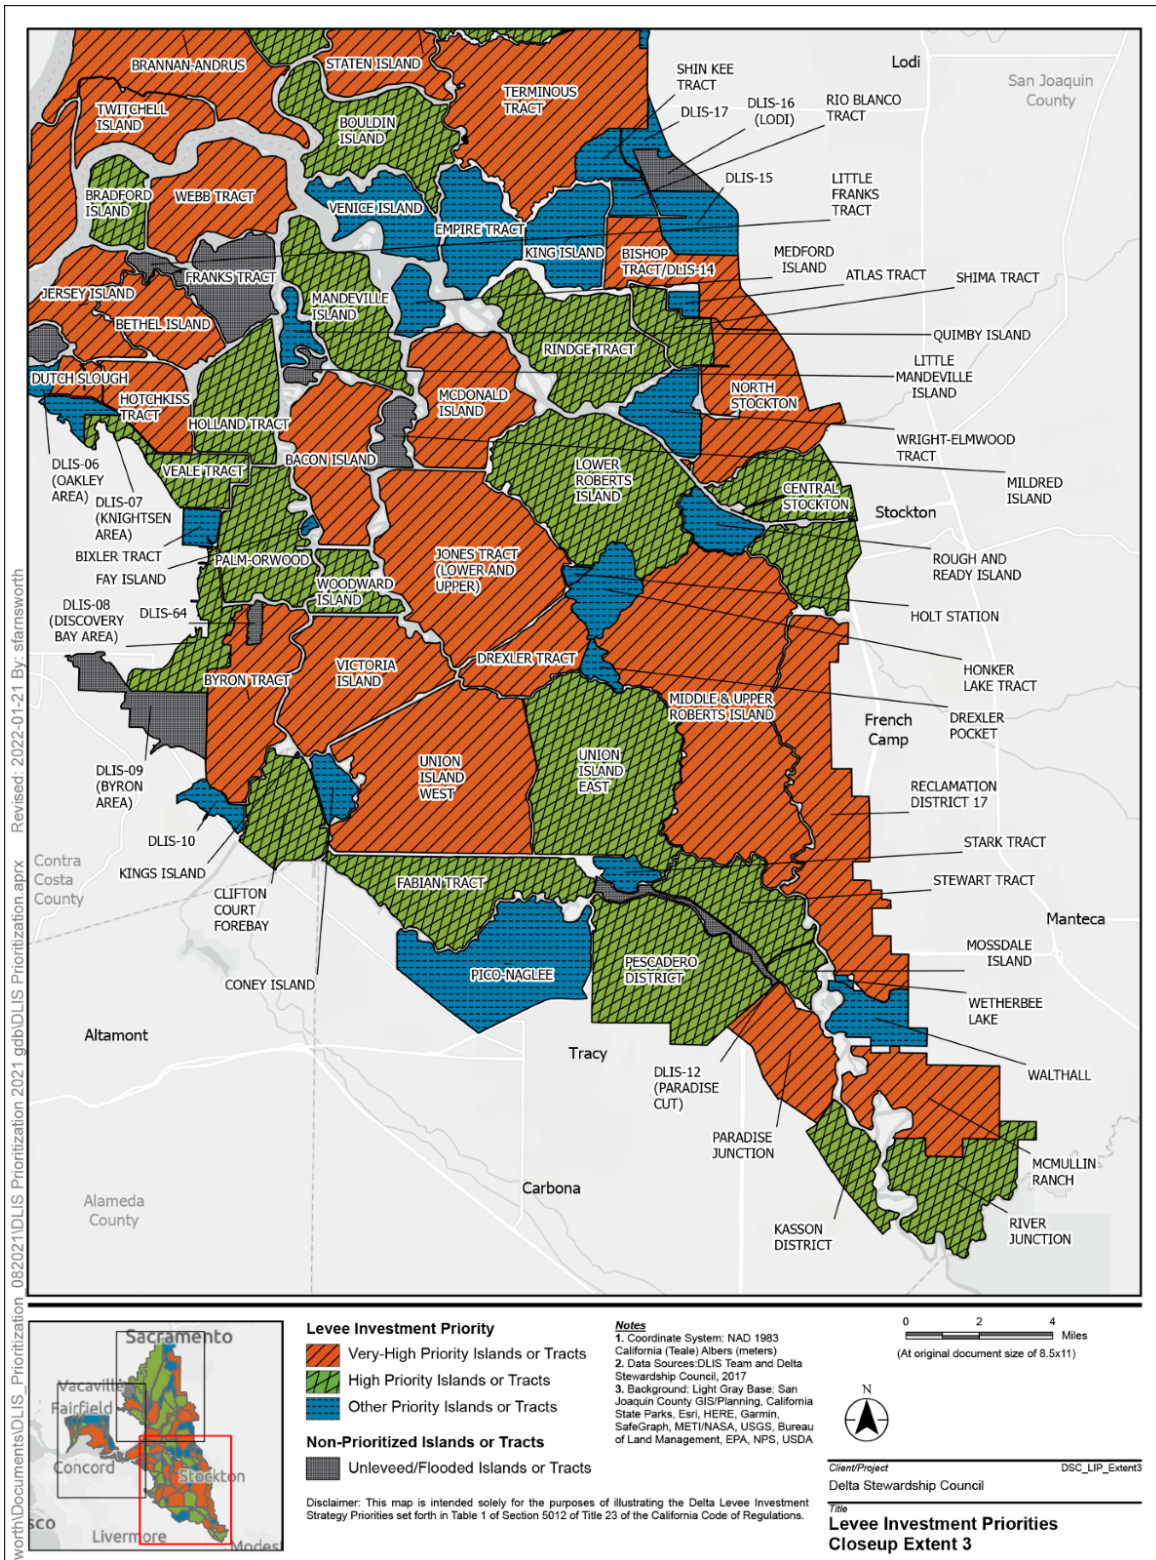 BRANNAN-ANDRUS
STATEN ISLAND
TERMINOUS
TRACT
SHIN KEE
TRACT
Lodi
San Joaquin
County
TWITCHELL
ISLAND
BOULDIN
ISLAND
DLIS-17
DLIS-16
(LODI)
RIO BLANCO
TRACT
BRADFORD
ISLAND
WEBB TRACT
VENICE ISLAND
EMPIRE TRACT
KING ISLAND
DLIS-15
LITTLE
FRANKS
TRACT
FRANKS TRACT
BISHOP
TRACT/DLIS-14
MEDFORD
ISLAND
ATLAS TRACT
SHIMA TRACT
JERSEY ISLAND
BETHEL ISLAND
MANDEVILLE
ISLAND
RINDGE TRACT
QUIMBY ISLAND
DUTCH SLOUGH
HOTCHKISS
TRACT
HOLLAND TRACT
MCDONALD
ISLAND
NORTH
STOCKTON
LITTLE
MANDEVILLE
ISLAND
WRIGHT-ELMWOOD
TRACT
DLIS-06
(OAKLEY
AREA)
VEALE TRACT
BACON ISLAND
LOWER
ROBERTS
ISLAND
CENTRAL
STOCKTON
MILDRED
ISLAND
DLIS-07
(KNIGHTSEN
AREA)
Stockton
BIXLER TRACT
FAY ISLAND
PALM-ORWOOD
WOODWARD
ISLAND
JONES TRACT
(LOWER AND
UPPER)
ROUGH AND
READY ISLAND
DLIS-08
(DISCOVERY
BAY AREA)
DLIS-64
HOLT STATION
BYRON TRACT
VICTORIA
ISLAND
DREXLER TRACT
MIDDLE & UPPER
ROBERTS ISLAND
HONKER
LAKE TRACT
French
Camp
DREXLER
POCKET
DLIS-09
(BYRON
AREA)
UNION
ISLAND
WEST
UNION
ISLAND
EAST
RECLAMATION
DISTRICT 17
DLIS-10
KINGS ISLAND
STARK TRACT
Contra
Costa
County
CLIFTON
COURT
FOREBAY
FABIAN TRACT
STEWART TRACT
Manteca
CONEY ISLAND
PICO-NAGLEE
PESCADERO
DISTRICT
MOSSDALE
ISLAND
WETHERBEE
LAKE
Altamont
Tracy
DLIS-12
(PARADISE
CUT)
WALTHALL
PARADISE
JUNCTION
MCMULLIN
RANCH
Alameda
County
Carbona
KASSON
DISTRICT
RIVER
JUNCTION
worth\Documents\DLIS_Prioritization_082021\DLIS Prioritization 2021 gdb\DLIS Prioritization.aprx    Revised: 2022-01-21 By: sfarnsworth
Sacramento
Vacaville
Fairfield
Concord
Stockton
sco
Livermore
Modes
Levee Investment Priority
Very-High Priority Islands or Tracts
High Priority Islands or Tracts
Other Priority Islands or Tracts
Non-Prioritized Islands or Tracts
Unleveed/Flooded Islands or Tracts
Disclaimer: This map is intended solely for the purposes of illustrating the Delta Levee Investment
Strategy Priorities set forth in Table 1 of Section 5012 of Title 23 of the California Code of Regulations.
Notes
1. Coordinate System: NAD 1983
California (Teale) Albers (meters)
2. Data Sources:DLIS Team and Delta
Stewardship Council, 2017
3. Background: Light Gray Base: San
Joaquin County GIS/Planning, California
State Parks, Esri, HERE, Garmin,
SafeGraph, METI/NASA, USGS, Bureau
of Land Management, EPA, NPS, USDA
0 2 4
Miles
(At original document size of 8.5x11)
N
Client/Project DSC_LIP_Extent3
Delta Stewardship Council
Title
Levee Investment Priorities
Closeup Extent 3